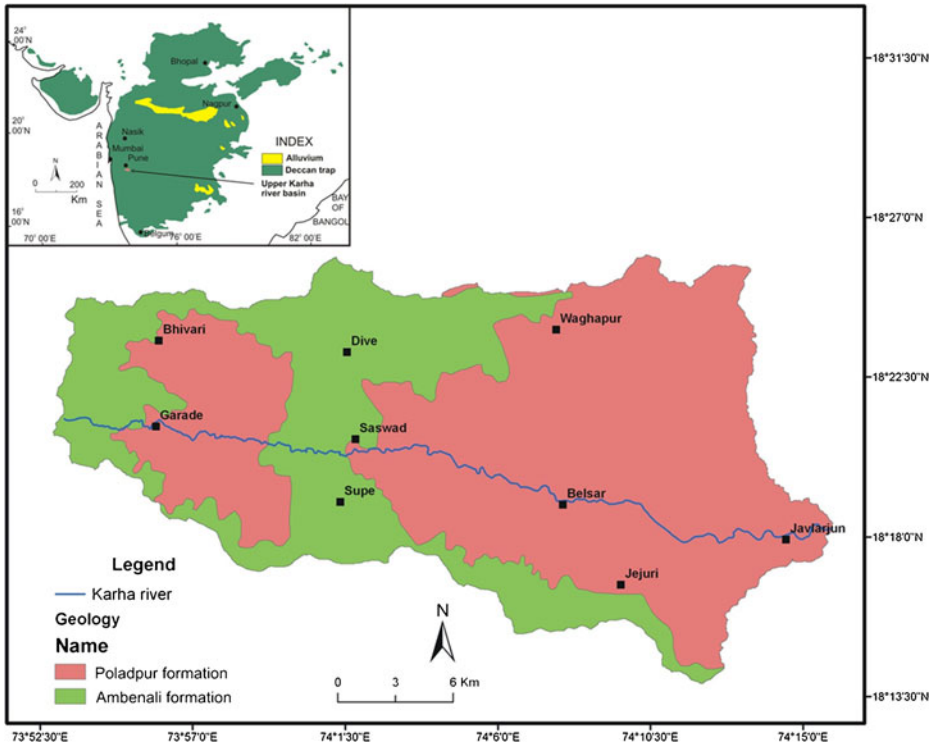 24°
00'N
Bhopal
Nagpur
20°
00'N
ARABIAN SEA
Nasik
Mumbai
Pune
INDEX
Alluvium
Deccan trap
Upper Karha
river basin
N
0 200
Km
BAY
OF
BANGOL
16°
00'N
Belgum
70° 00'E
76° 00'E
82° 00'E
18°31'30"N
18°27'0"N
18°22'30"N
18°18'0"N
18°13'30"N
Bhivari
Dive
Waghapur
Garade
Saswad
Supe
Belsar
Javlarjun
Jejuri
Legend
Karha river
Geology
Name
Poladpur formation
Ambenali formation
N
0 3 6 Km
73°52'30"E
73°57'0"E
74°1'30"E
74°6'0"E
74°10'30"E
74°15'0"E